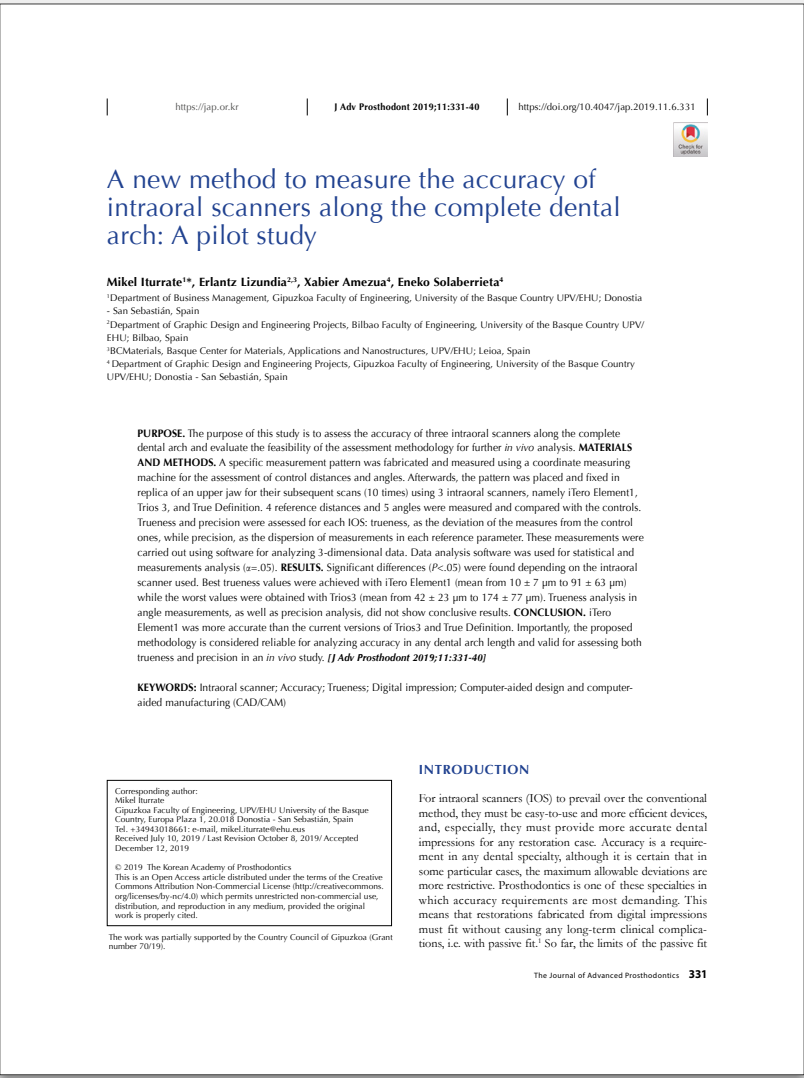 https://jap.or.kr
J Adv Prosthodont 2019;11:331-40
https://doi.org/10.4047/jap.2019.11.6.331
Check for
updates
A new method to measure the accuracy of
intraoral scanners along the complete dental
arch: A pilot study
Mikel Iturrate¹*, Erlantz Lizundia²,³, Xabier Amezua⁴, Eneko Solaberrieta⁴
¹Department of Business Management, Gipuzkoa Faculty of Engineering, University of the Basque Country UPV/EHU; Donostia
- San Sebastián, Spain
²Department of Graphic Design and Engineering Projects, Bilbao Faculty of Engineering, University of the Basque Country UPV/
EHU; Bilbao, Spain
³BCMaterials, Basque Center for Materials, Applications and Nanostructures, UPV/EHU; Leioa, Spain
⁴ Department of Graphic Design and Engineering Projects, Gipuzkoa Faculty of Engineering, University of the Basque Country
UPV/EHU; Donostia - San Sebastián, Spain
PURPOSE. The purpose of this study is to assess the accuracy of three intraoral scanners along the complete
dental arch and evaluate the feasibility of the assessment methodology for further in vivo analysis. MATERIALS
AND METHODS. A specific measurement pattern was fabricated and measured using a coordinate measuring
machine for the assessment of control distances and angles. Afterwards, the pattern was placed and fixed in
replica of an upper jaw for their subsequent scans (10 times) using 3 intraoral scanners, namely iTero Element1,
Trios 3, and True Definition. 4 reference distances and 5 angles were measured and compared with the controls.
Trueness and precision were assessed for each IOS: trueness, as the deviation of the measures from the control
ones, while precision, as the dispersion of measurements in each reference parameter. These measurements were
carried out using software for analyzing 3-dimensional data. Data analysis software was used for statistical and
measurements analysis (α=.05). RESULTS. Significant differences (P<.05) were found depending on the intraoral
scanner used. Best trueness values were achieved with iTero Element1 (mean from 10 ± 7 µm to 91 ± 63 µm)
while the worst values were obtained with Trios3 (mean from 42 ± 23 µm to 174 ± 77 µm). Trueness analysis in
angle measurements, as well as precision analysis, did not show conclusive results. CONCLUSION. iTero
Element1 was more accurate than the current versions of Trios3 and True Definition. Importantly, the proposed
methodology is considered reliable for analyzing accuracy in any dental arch length and valid for assessing both
trueness and precision in an in vivo study. [J Adv Prosthodont 2019;11:331-40]
KEYWORDS: Intraoral scanner; Accuracy; Trueness; Digital impression; Computer-aided design and computer-
aided manufacturing (CAD/CAM)
Corresponding author:
Mikel Iturrate
Gipuzkoa Faculty of Engineering, UPV/EHU University of the Basque
Country, Europa Plaza 1, 20.018 Donostia - San Sebastián, Spain
Tel. +34943018661: e-mail, mikel.iturrate@ehu.eus
Received July 10, 2019 / Last Revision October 8, 2019/ Accepted
December 12, 2019
© 2019 The Korean Academy of Prosthodontics
This is an Open Access article distributed under the terms of the Creative
Commons Attribution Non-Commercial License (http://creativecommons.
org/licenses/by-nc/4.0) which permits unrestricted non-commercial use,
distribution, and reproduction in any medium, provided the original
work is properly cited.
The work was partially supported by the Country Council of Gipuzkoa (Grant
number 70/19).
INTRODUCTION
For intraoral scanners (IOS) to prevail over the conventional
method, they must be easy-to-use and more efficient devices,
and, especially, they must provide more accurate dental
impressions for any restoration case. Accuracy is a require-
ment in any dental specialty, although it is certain that in
some particular cases, the maximum allowable deviations are
more restrictive. Prosthodontics is one of these specialties in
which accuracy requirements are most demanding. This
means that restorations fabricated from digital impressions
must fit without causing any long-term clinical complica-
tions, i.e. with passive fit.¹ So far, the limits of the passive fit
The Journal of Advanced Prosthodontics 331